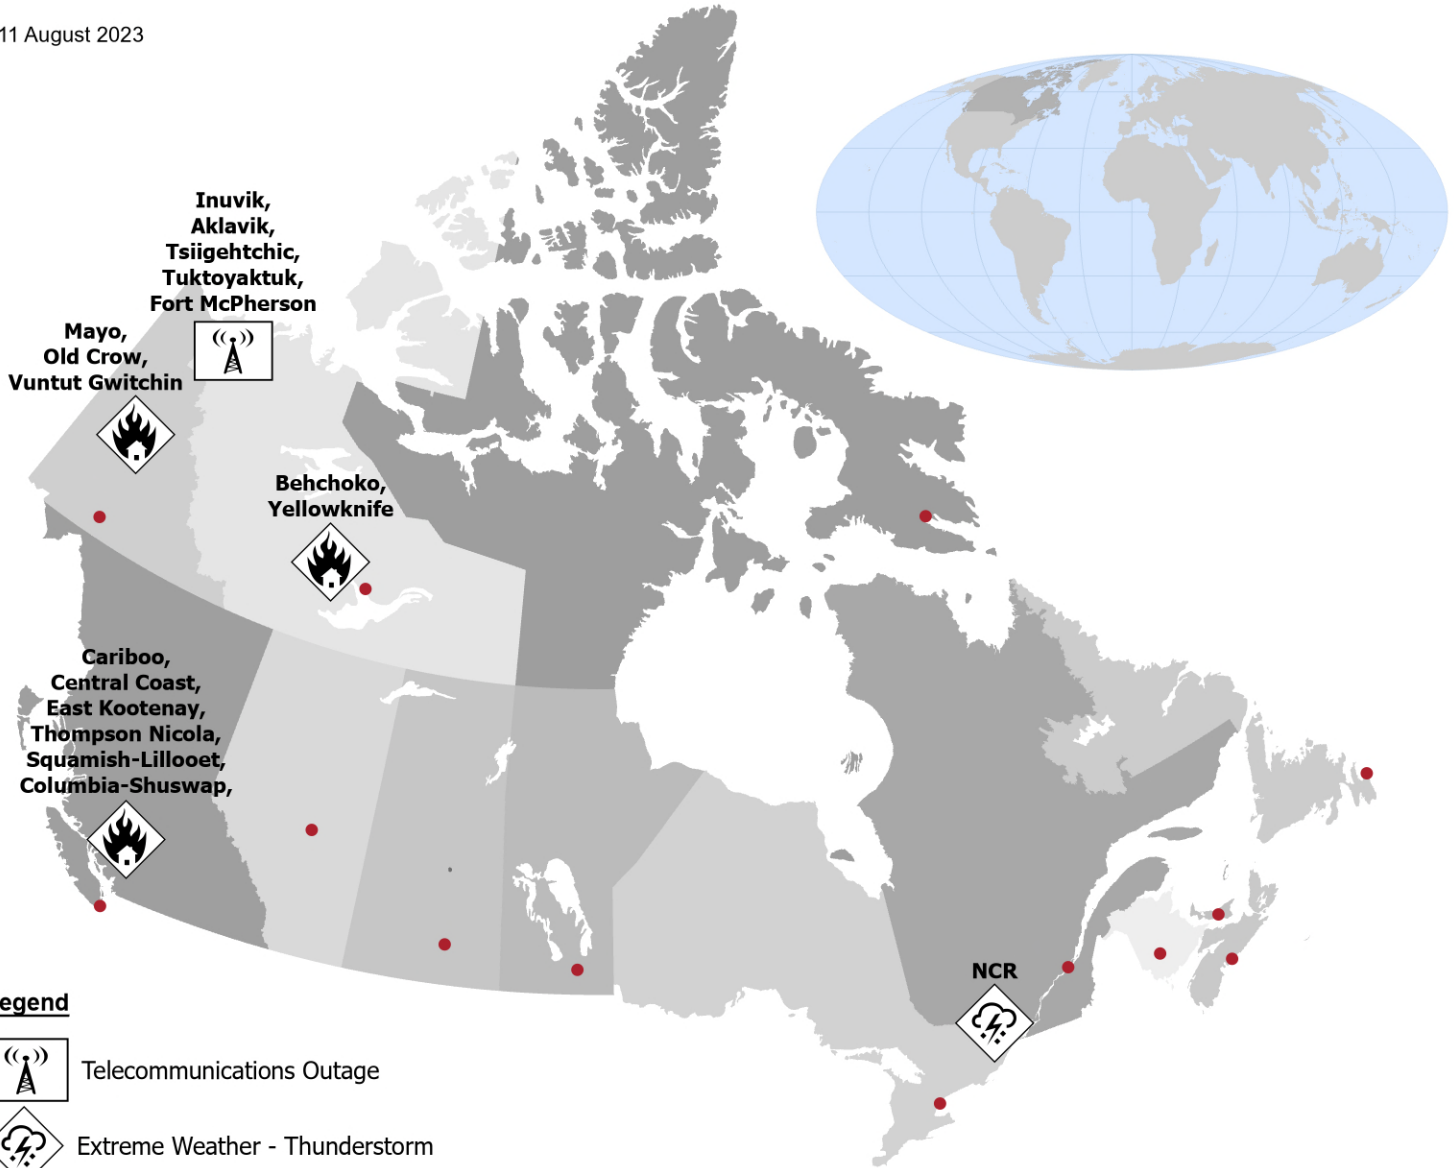 11 August 2023
Inuvik,
Aklavik,
Tsiigehtchic,
Tuktoyaktuk,
Fort McPherson
Mayo,
Old Crow,
Vuntut Gwitchin
Behchoko,
Yellowknife
Cariboo,
Central Coast,
East Kootenay,
Thompson Nicola,
Squamish-Lillooet,
Columbia-Shuswap,
NCR
egend
Telecommunications Outage
Extreme Weather - Thunderstorm